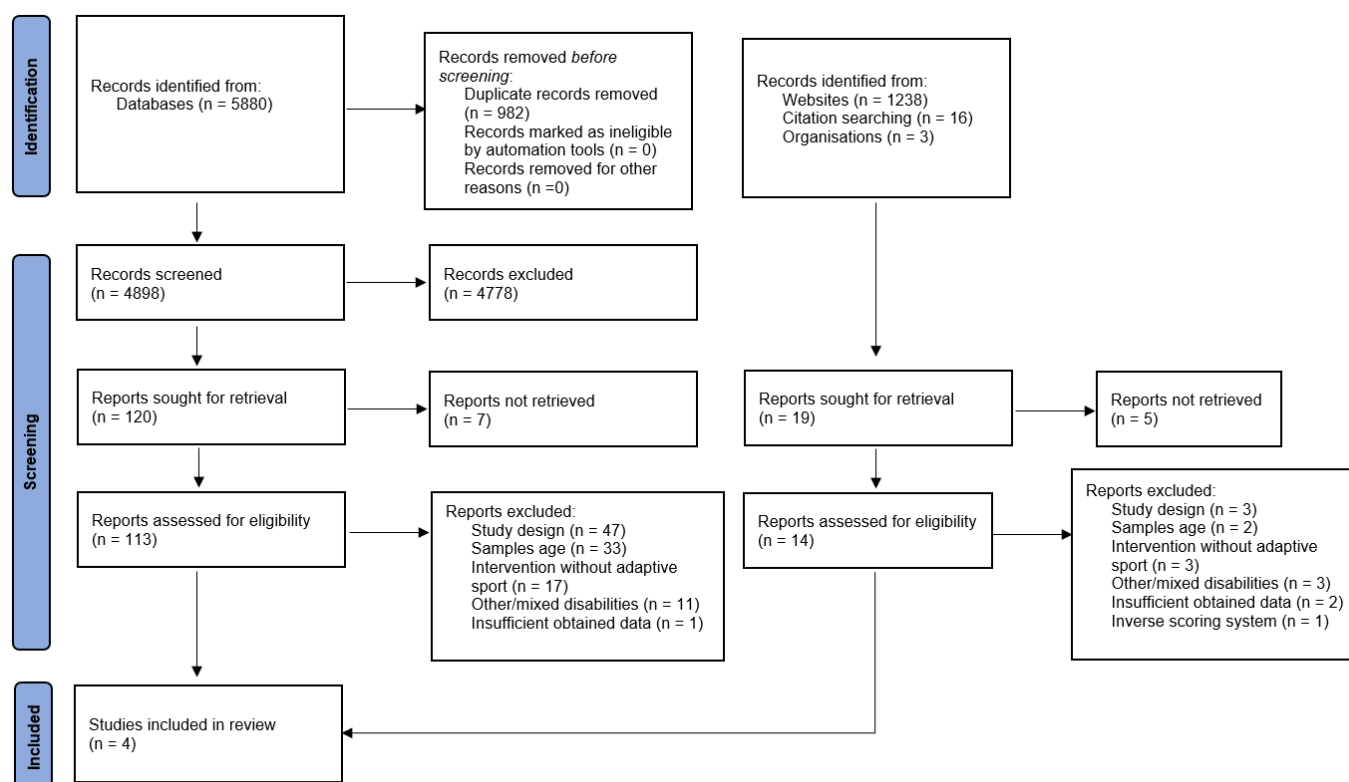 Identification
Records identified from:
Databases (n = 5880)
Records removed before
screening:
Duplicate records removed
(n = 982)
Records marked as ineligible
by automation tools (n = 0)
Records removed for other
reasons (n =0)
Records identified from:
Websites (n = 1238)
Citation searching (n = 16)
Organisations (n = 3)
Screening
Records screened
(n = 4898)
Records excluded
(n = 4778)
Reports sought for retrieval
(n = 120)
Reports not retrieved
(n = 7)
Reports sought for retrieval
(n = 19)
Reports not retrieved
(n = 5)
Reports assessed for eligibility
(n = 113)
Reports excluded:
Study design (n = 47)
Samples age (n = 33)
Intervention without adaptive
sport (n = 17)
Other/mixed disabilities (n = 11)
Insufficient obtained data (n = 1)
Reports assessed for eligibility
(n = 14)
Reports excluded:
Study design (n = 3)
Samples age (n = 2)
Intervention without adaptive
sport (n = 3)
Other/mixed disabilities (n = 3)
Insufficient obtained data (n = 2)
Inverse scoring system (n = 1)
Included
Studies included in review
(n = 4)